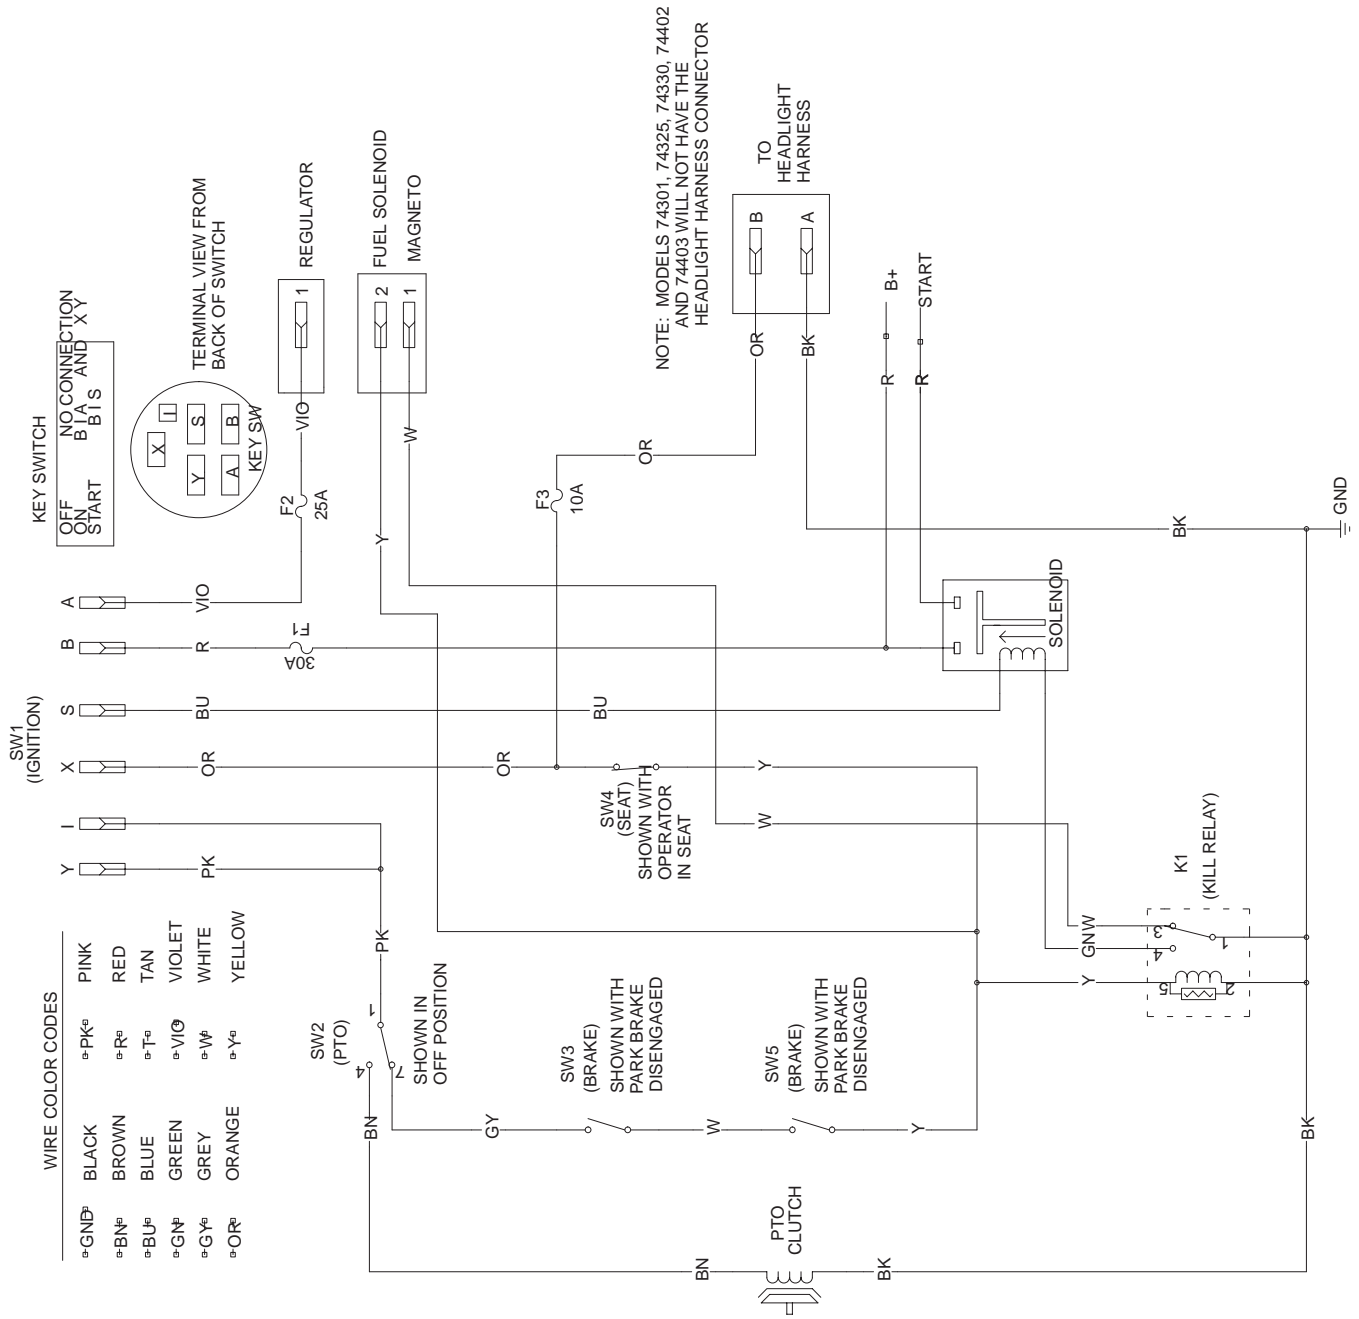 SW1
(IGNITION)
Y
I
X
S
B
A
KEY SWITCH
OFF NO CONNECTION
ON B I A AND X Y
START B I S
WIRE COLOR CODES
GND BLACK PK PINK
BN BROWN R RED
BU BLUE T TAN
GN GREEN VIO VIOLET
GY GREY W WHITE
OR ORANGE Y YELLOW
PK
OR
BU
R
VIO
X
I
Y
S
A
B
KEY SW
TERMINAL VIEW FROM
BACK OF SWITCH
F1
30A
F2
25A
VIO
1
REGULATOR
SW2
(PTO)
4
1
7
SHOWN IN
OFF POSITION
BN
PK
Y
W
2
FUEL SOLENOID
1
MAGNETO
GY
OR
F3
10A
SW3
(BRAKE)
SHOWN WITH
PARK BRAKE
DISENGAGED
SW4
(SEAT)
SHOWN WITH
OPERATOR
IN SEAT
BU
OR
NOTE: MODELS 74301, 74325, 74330, 74402
AND 74403 WILL NOT HAVE THE
HEADLIGHT HARNESS CONNECTOR
BN
W
Y
W
OR
B
TO
HEADLIGHT
HARNESS
BK
A
PTO
CLUTCH
SW5
(BRAKE)
SHOWN WITH
PARK BRAKE
DISENGAGED
BK
Y
R
B+
R
START
SOLENOID
Y
GN
W
5
2
4
3
1
K1
(KILL RELAY)
BK
BK
GND